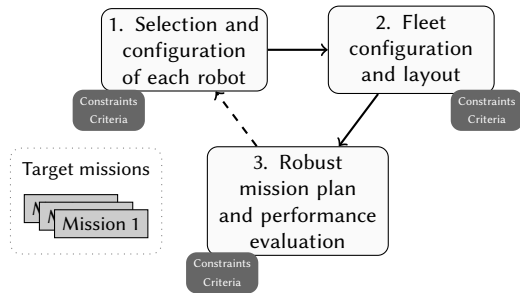 1. Selection and
configuration
of each robot
2. Fleet
configuration
and layout
Constraints
Criteria
Constraints
Criteria
3. Robust
mission plan
and performance
evaluation
Constraints
Criteria
Target missions
Mission 1